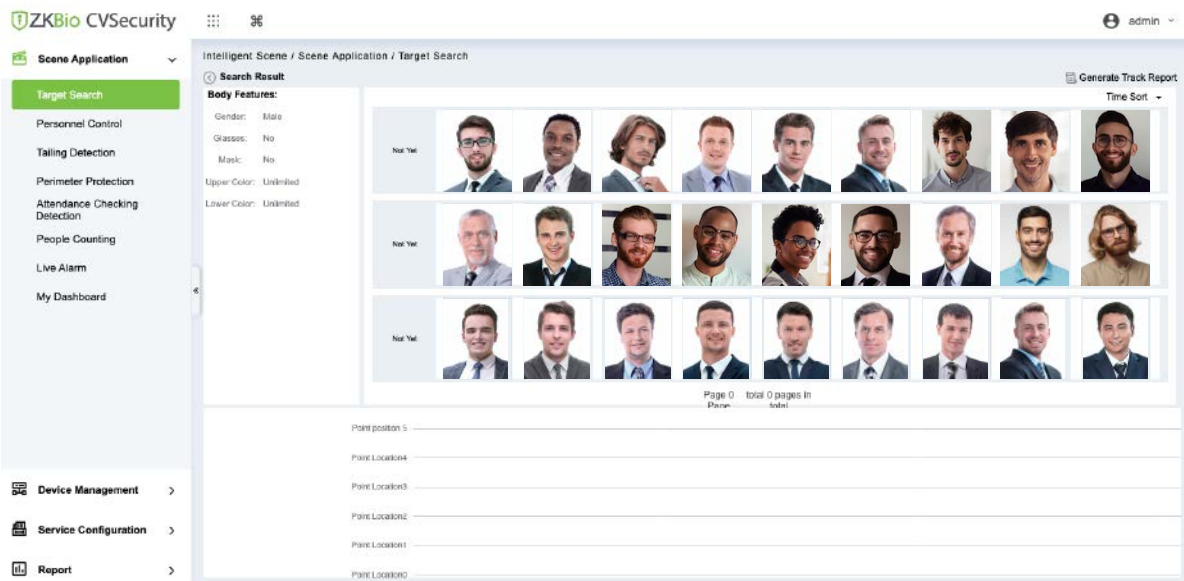 ZKBio CVSecurity
admin
Scene Application
Target Search
Personnel Control
Tailing Detection
Perimeter Protection
Attendance Checking
Detection
People Counting
Live Alarm
My Dashboard
Device Management
Service Configuration
Report
Intelligent Scene / Scene Application / Target Search
Search Result
Generate Track Report
Body Features:
Gender: Male
Glasses: No
Mask: No
Upper Color: Unlimited
Lower Color: Unlimited
Time Sort
Not Yet
Not Yet
Not Yet
Page 0 total 0 pages in
Page total
Point position 5
Point Location4
Point Location3
Point Location2
Point Location1
Point Location0